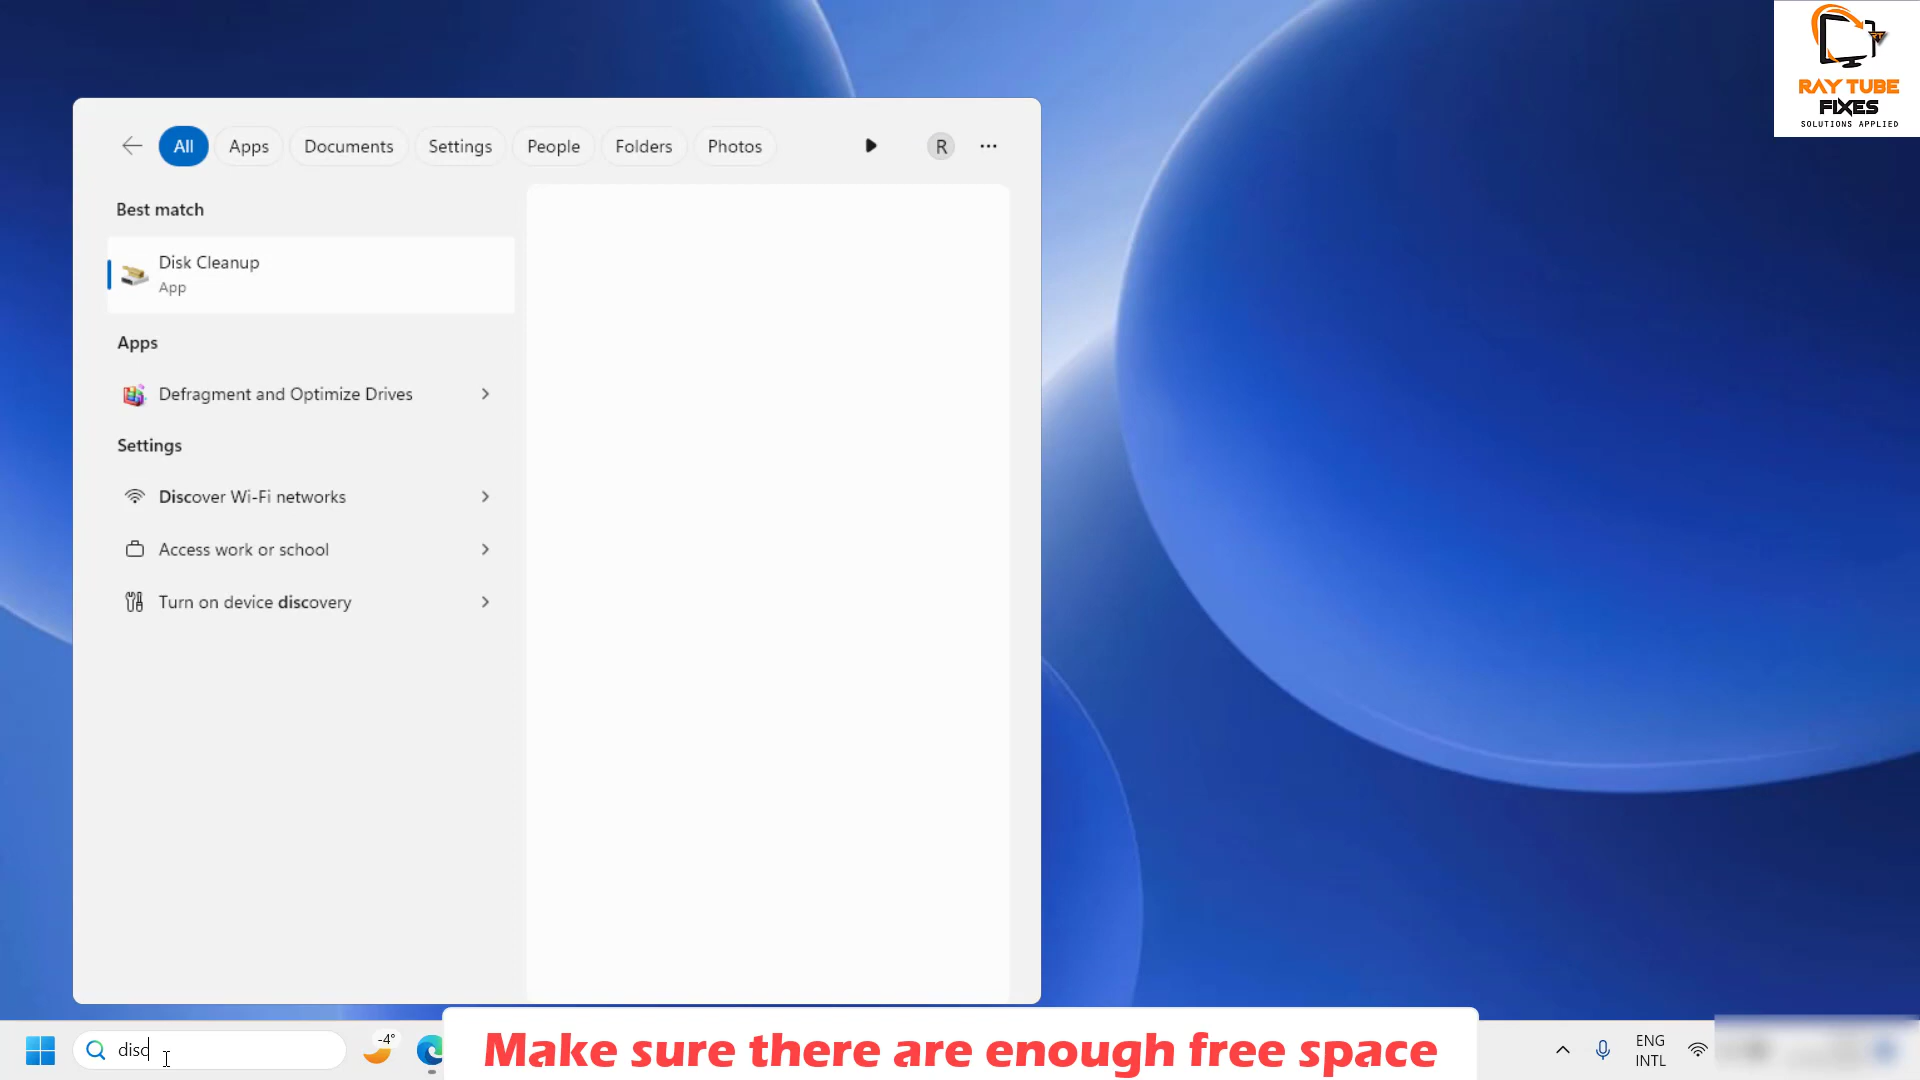 RAY TUBE
FIXES
SOLUTIONS APPLIED
All
Apps
Documents
Settings
People
Folders
Photos
R
Best match
Disk Cleanup
App
Apps
Defragment and Optimize Drives
Settings
Discover Wi-Fi networks
Access work or school
Turn on device discovery
disc
-4°
Make sure there are enough free space
ENG
INTL